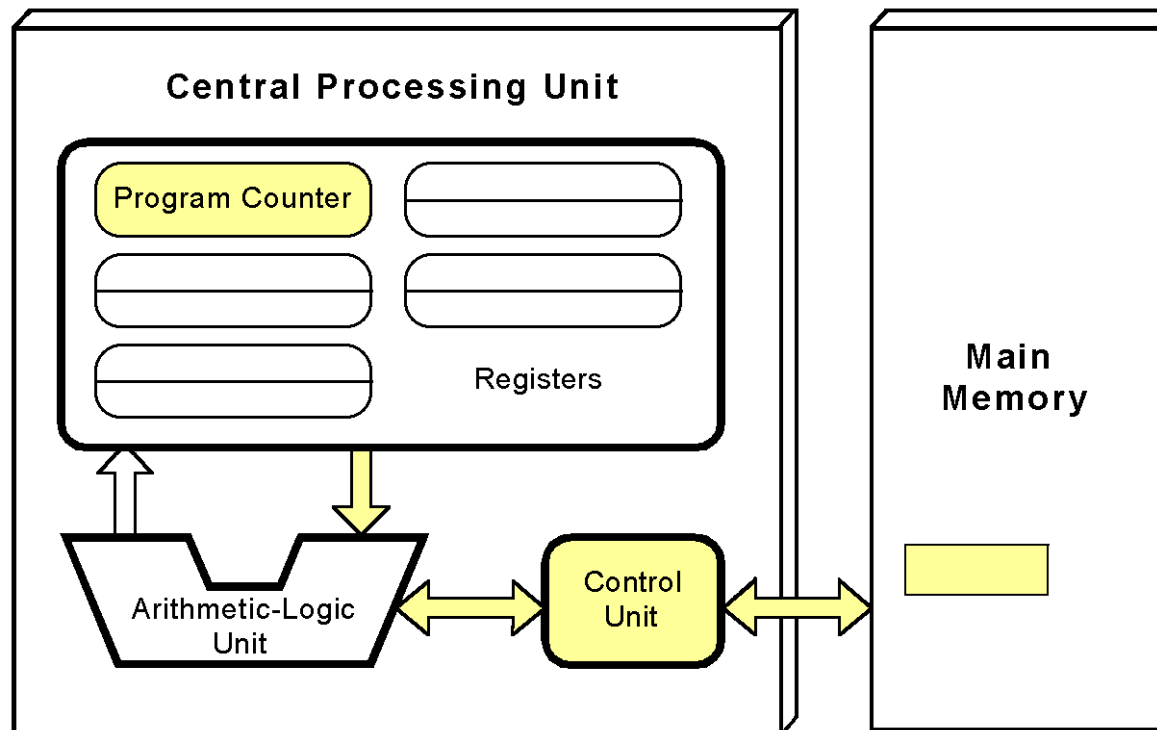 Central Processing Unit
Program Counter
Registers
Arithmetic-Logic
Unit
Control
Unit
Main
Memory